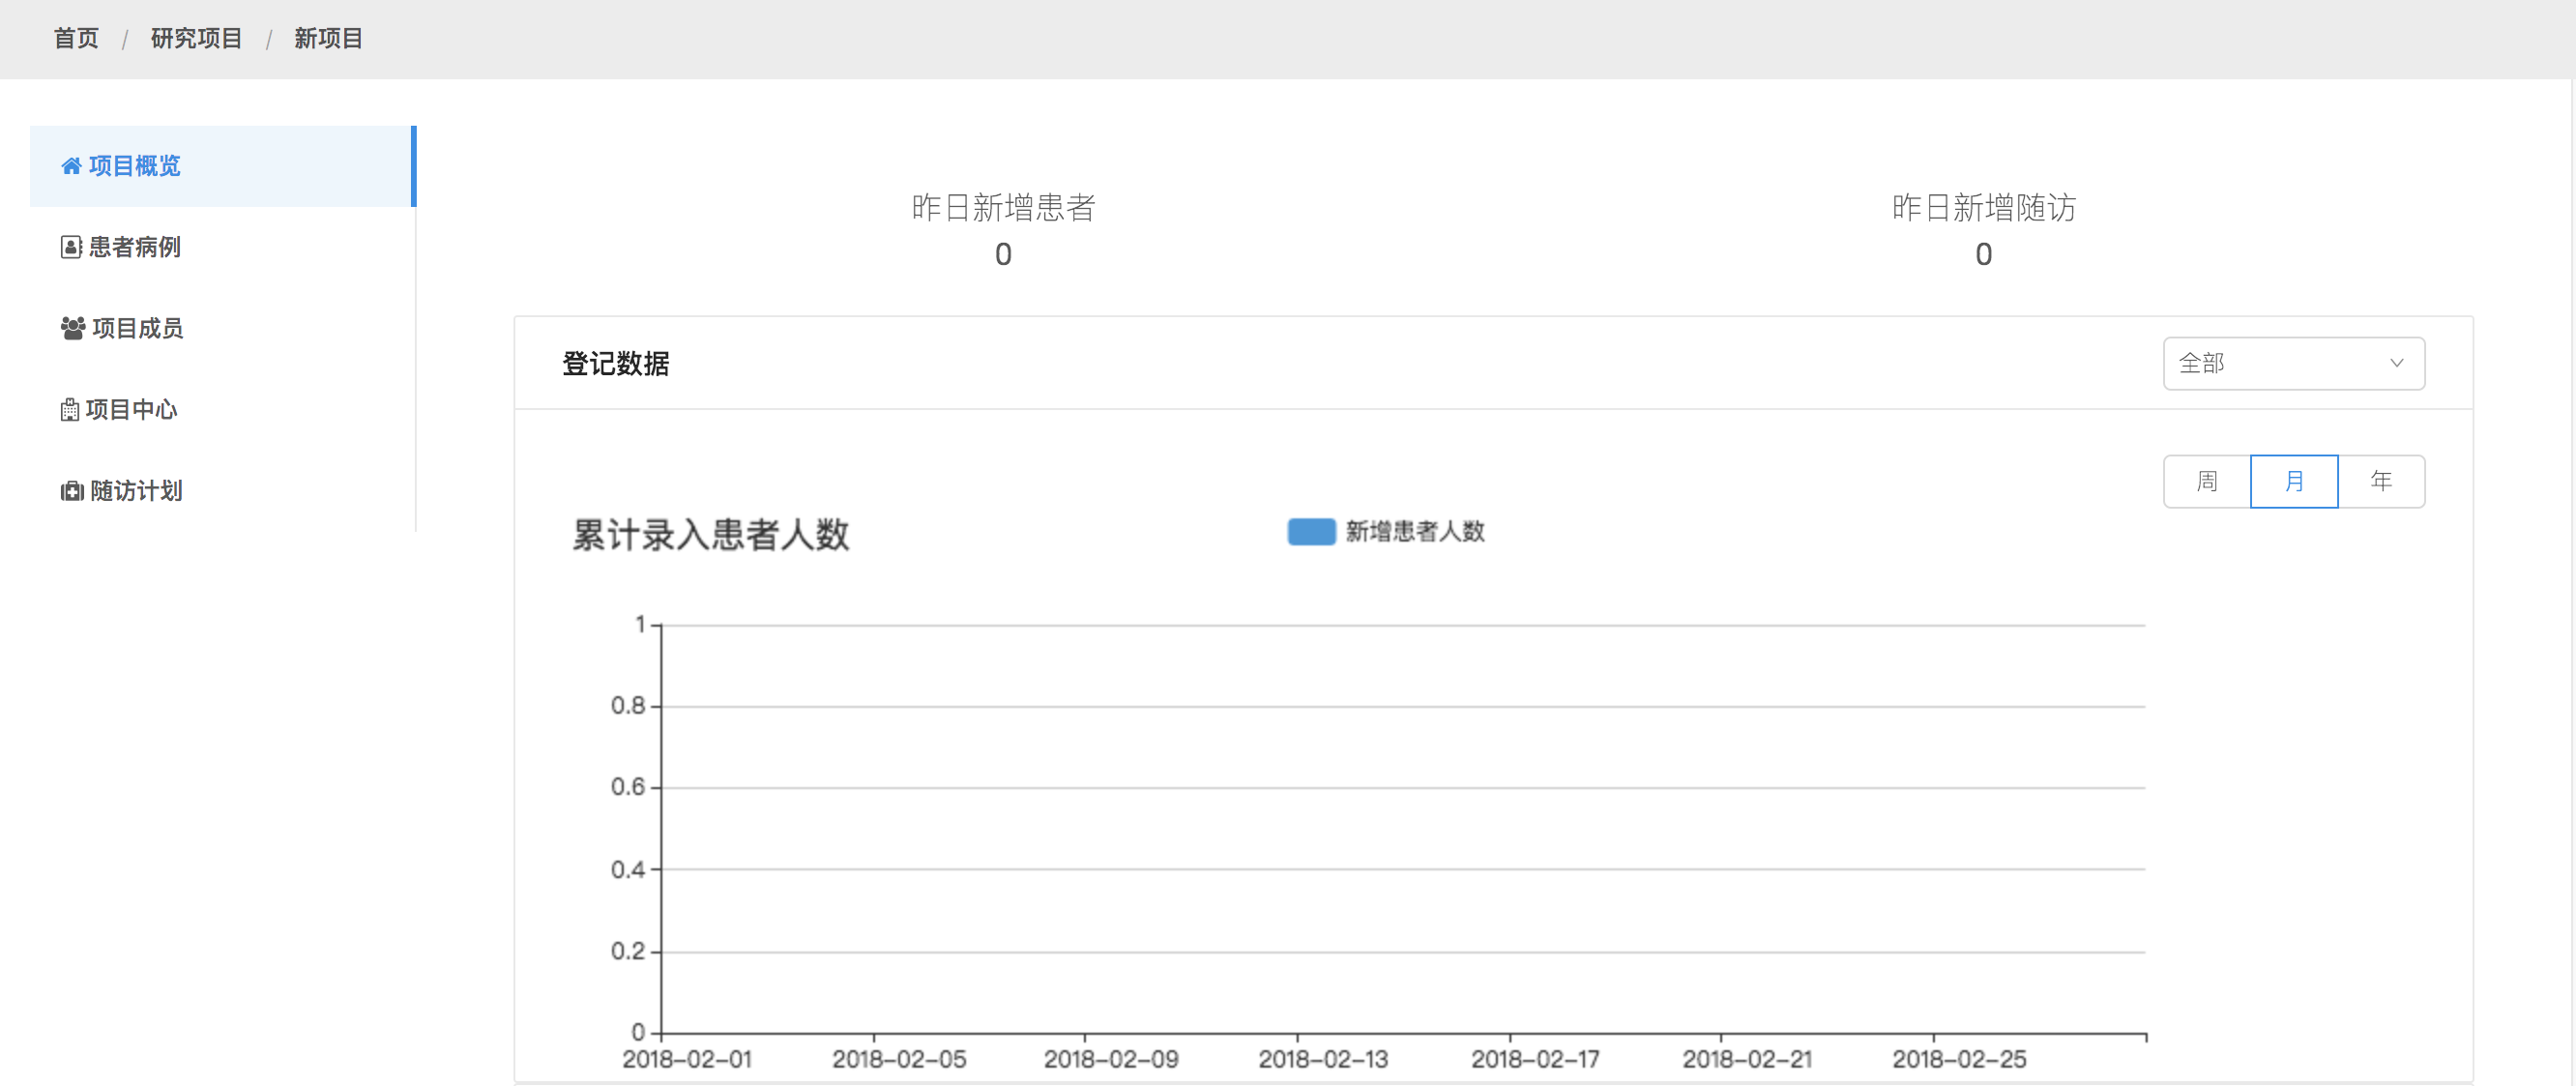 首页 / 研究项目 / 新项目
项目概览
患者病例
项目成员
项目中心
随访计划
昨日新增患者
0
昨日新增随访
0
登记数据
全部
周 月 年
累计录入患者人数
新增患者人数
1
0.8
0.6
0.4
0.2
0
2018-02-01 2018-02-05 2018-02-09 2018-02-13 2018-02-17 2018-02-21 2018-02-25